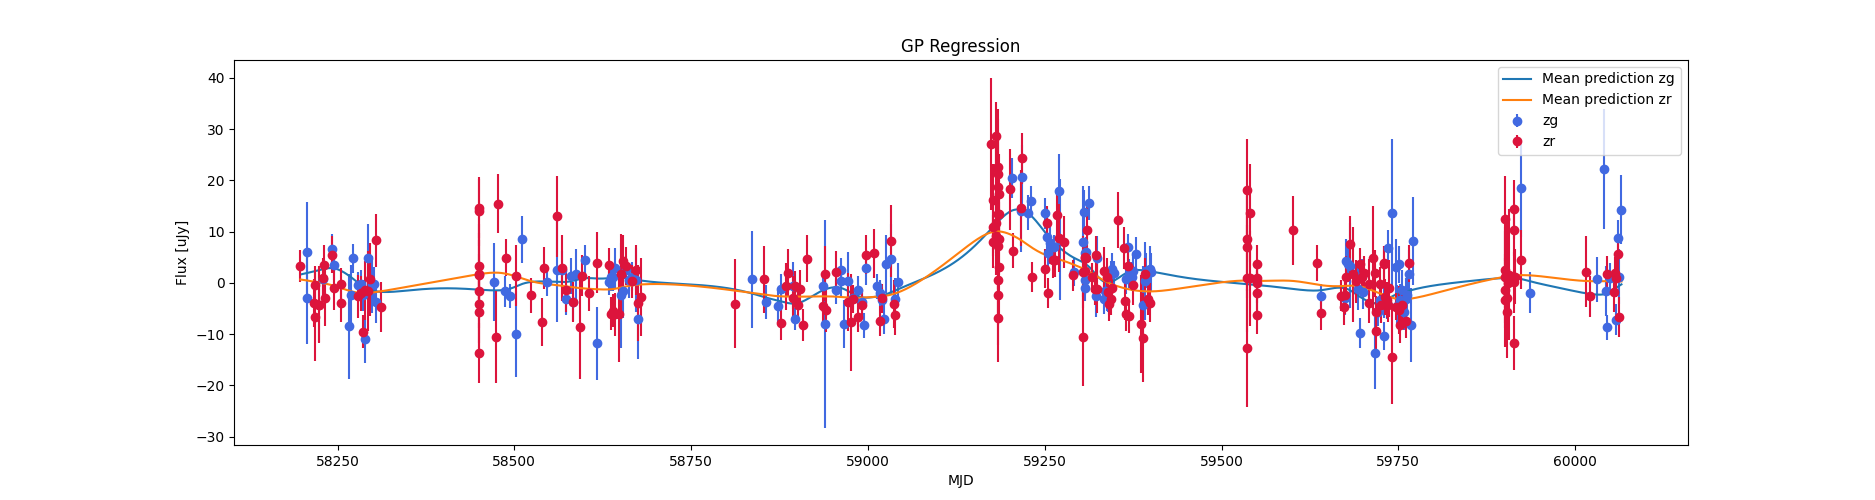 GP Regression
Flux [uJy]
40
30
20
10
0
−10
−20
−30
58250 58500 58750 59000 59250 59500 59750 60000
MJD
Mean prediction zg
Mean prediction zr
zg
zr